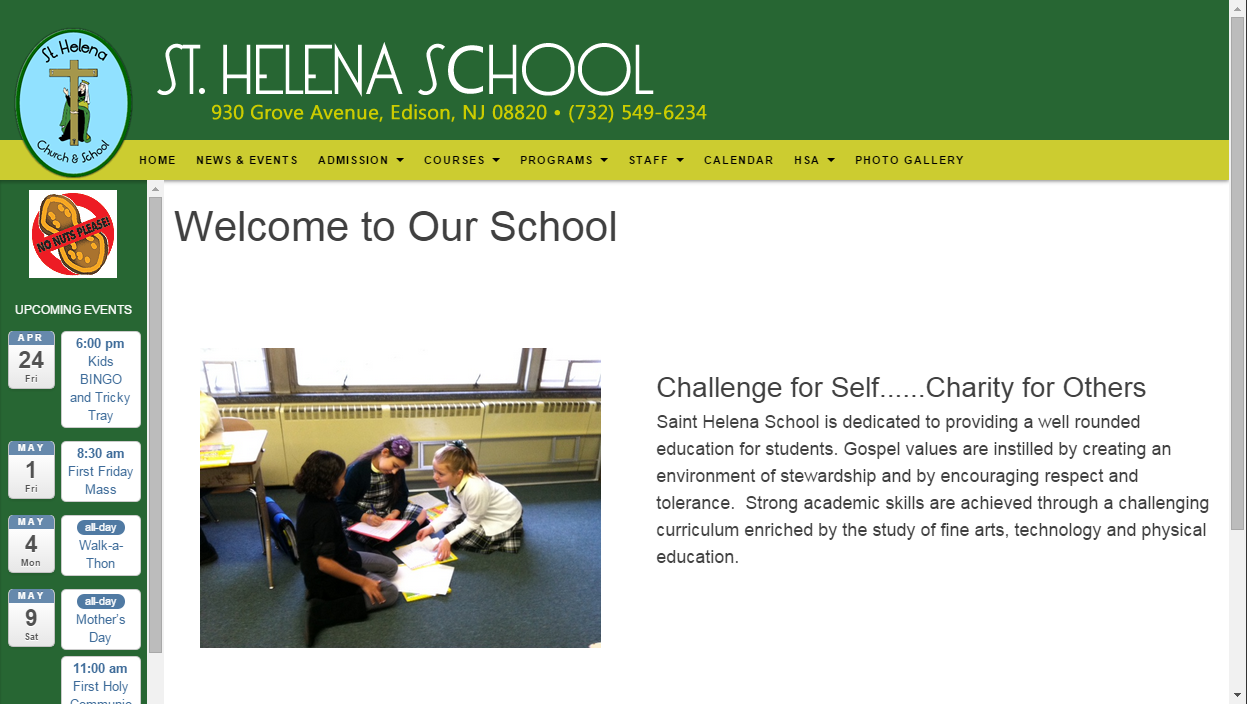 St. Helena
Church & School
ST. HELENA SCHOOL
930 Grove Avenue, Edison, NJ 08820 • (732) 549-6234
HOME NEWS & EVENTS ADMISSION COURSES PROGRAMS STAFF CALENDAR HSA PHOTO GALLERY
NO NUTS PLEASE!
UPCOMING EVENTS
APR
24
Fri
6:00 pm
Kids
BINGO
and Tricky
Tray
MAY
1
Fri
8:30 am
First Friday
Mass
MAY
4
Mon
all-day
Walk-a-
Thon
MAY
9
Sat
all-day
Mother's
Day
11:00 am
First Holy
Communio
Welcome to Our School
Challenge for Self......Charity for Others
Saint Helena School is dedicated to providing a well rounded
education for students. Gospel values are instilled by creating an
environment of stewardship and by encouraging respect and
tolerance.  Strong academic skills are achieved through a challenging
curriculum enriched by the study of fine arts, technology and physical
education.